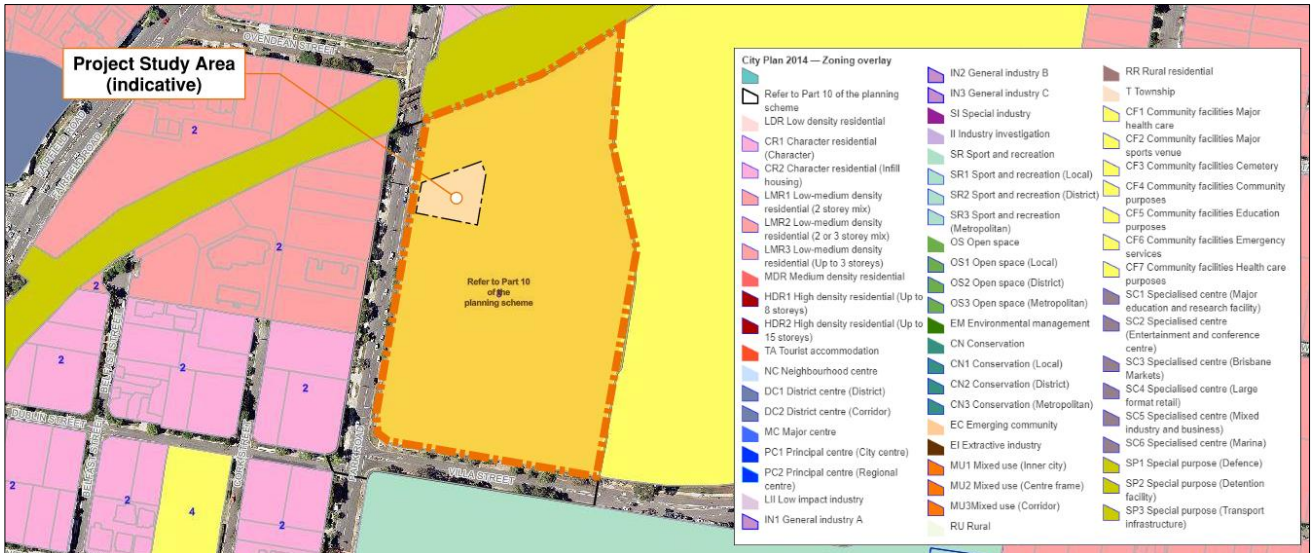 OVENDEAN STREET
Project Study Area
(indicative)
2
2
2
2
2
2
2
2
4
2
BELFAST STREET
BELFAST STREET
DUBLIN STREET
VILLA STREET
Refer to Part 10
of the
planning scheme
City Plan 2014 — Zoning overlay
Refer to Part 10 of the planning
scheme
LDR Low density residential
CR1 Character residential
(Character)
CR2 Character residential (Infill
housing)
LMR1 Low-medium density
residential (2 storey mix)
LMR2 Low-medium density
residential (2 or 3 storey mix)
LMR3 Low-medium density
residential (Up to 3 storeys)
MDR Medium density residential
HDR1 High density residential (Up to
8 storeys)
HDR2 High density residential (Up to
15 storeys)
TA Tourist accommodation
NC Neighbourhood centre
DC1 District centre (District)
DC2 District centre (Corridor)
MC Major centre
PC1 Principal centre (City centre)
PC2 Principal centre (Regional
centre)
LII Low impact industry
IN1 General industry A
IN2 General industry B
IN3 General industry C
SI Special industry
II Industry investigation
SR Sport and recreation
SR1 Sport and recreation (Local)
SR2 Sport and recreation (District)
SR3 Sport and recreation
(Metropolitan)
OS Open space
OS1 Open space (Local)
OS2 Open space (District)
OS3 Open space (Metropolitan)
EM Environmental management
CN Conservation
CN1 Conservation (Local)
CN2 Conservation (District)
CN3 Conservation (Metropolitan)
EC Emerging community
EI Extractive industry
MU1 Mixed use (Inner city)
MU2 Mixed use (Centre frame)
MU3Mixed use (Corridor)
RU Rural
RR Rural residential
T Township
CF1 Community facilities Major
health care
CF2 Community facilities Major
sports venue
CF3 Community facilities Cemetery
CF4 Community facilities Community
purposes
CF5 Community facilities Education
purposes
CF6 Community facilities Emergency
services
CF7 Community facilities Health care
purposes
SC1 Specialised centre (Major
education and research facility)
SC2 Specialised centre
(Entertainment and conference
centre)
SC3 Specialised centre (Brisbane
Markets)
SC4 Specialised centre (Large
format retail)
SC5 Specialised centre (Mixed
industry and business)
SC6 Specialised centre (Marina)
SP1 Special purpose (Defence)
SP2 Special purpose (Detention
facility)
SP3 Special purpose (Transport
infrastructure)